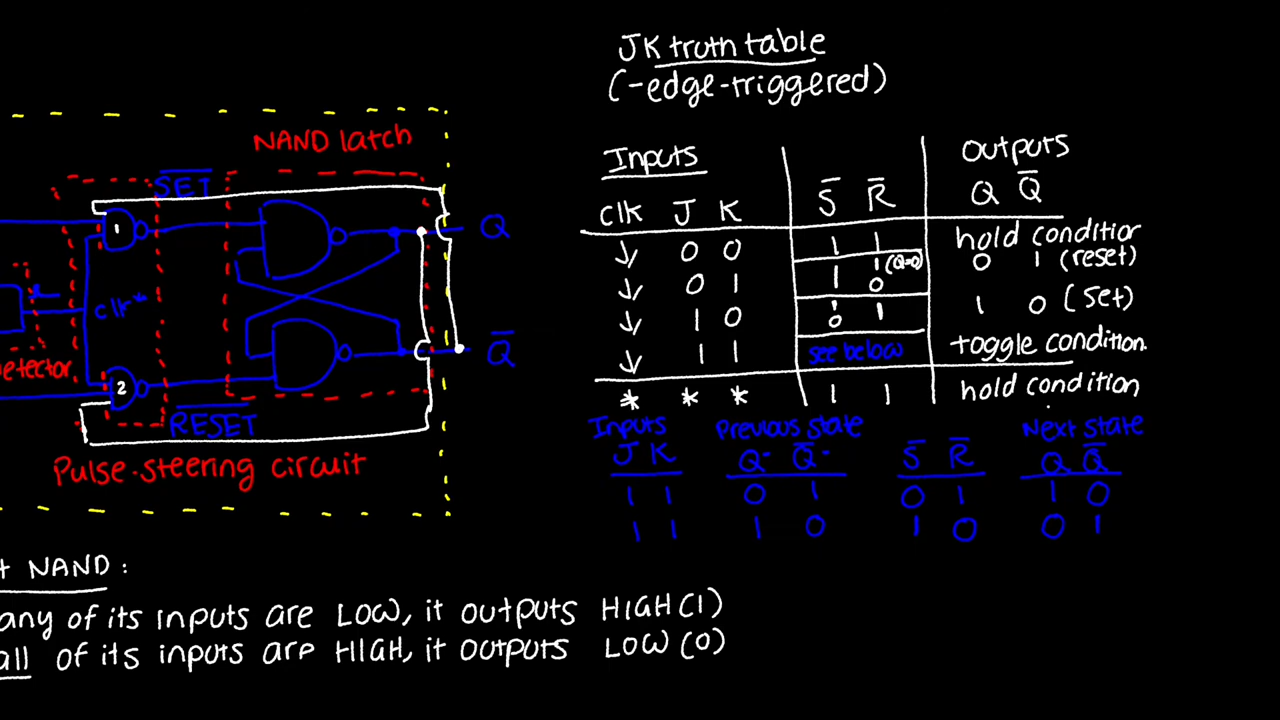 JK truth table
(-edge-triggered)
NAND latch
SET
1
Q
clk*
etector
2
Q̅
RESET
Pulse-steering circuit
Inputs
Outputs
clk J K S̅ R̅ Q Q̅
↓ 0 0 1 1 hold condition
↓ 0 1 1 1 (Q=0) 0 1 (reset)
1 0
↓ 1 0 1 1 1 0 (Set)
0
↓ 1 1 see below toggle condition.
* * * 1 1 hold condition
Inputs Previous State Next State
J K Q⁻ Q̅⁻ S̅ R̅ Q Q̅
1 1 0 1 0 1 1 0
1 1 1 0 1 0 0 1
NAND :
any of its inputs are LOW, it outputs HIGH(1)
all of its inputs are HIGH, it outputs LOW (0)